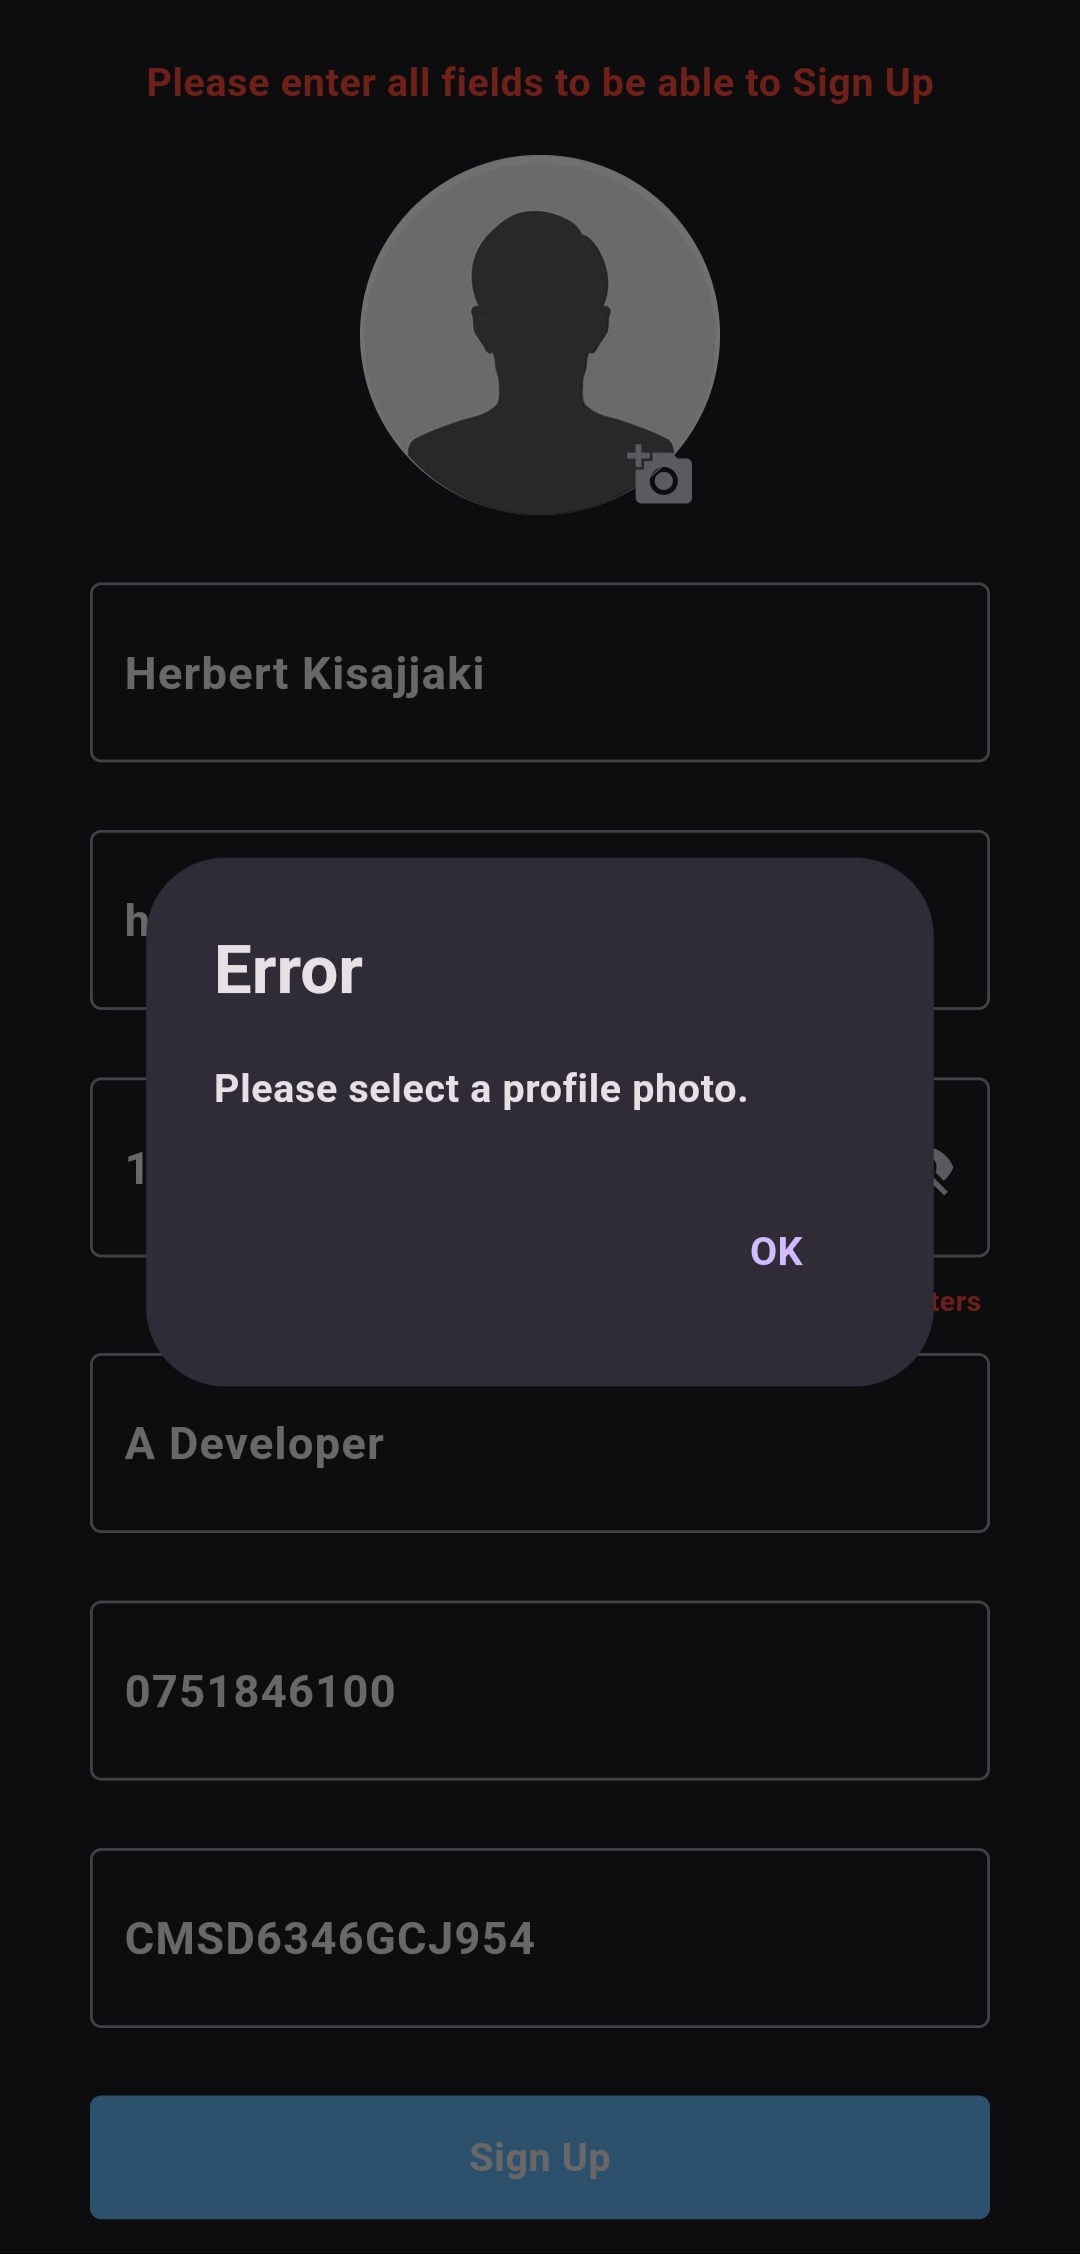 Please enter all fields to be able to Sign Up
Herbert Kisajjaki
h
Error
Please select a profile photo.
1
OK
ters
A Developer
0751846100
CMSD6346GCJ954
Sign Up